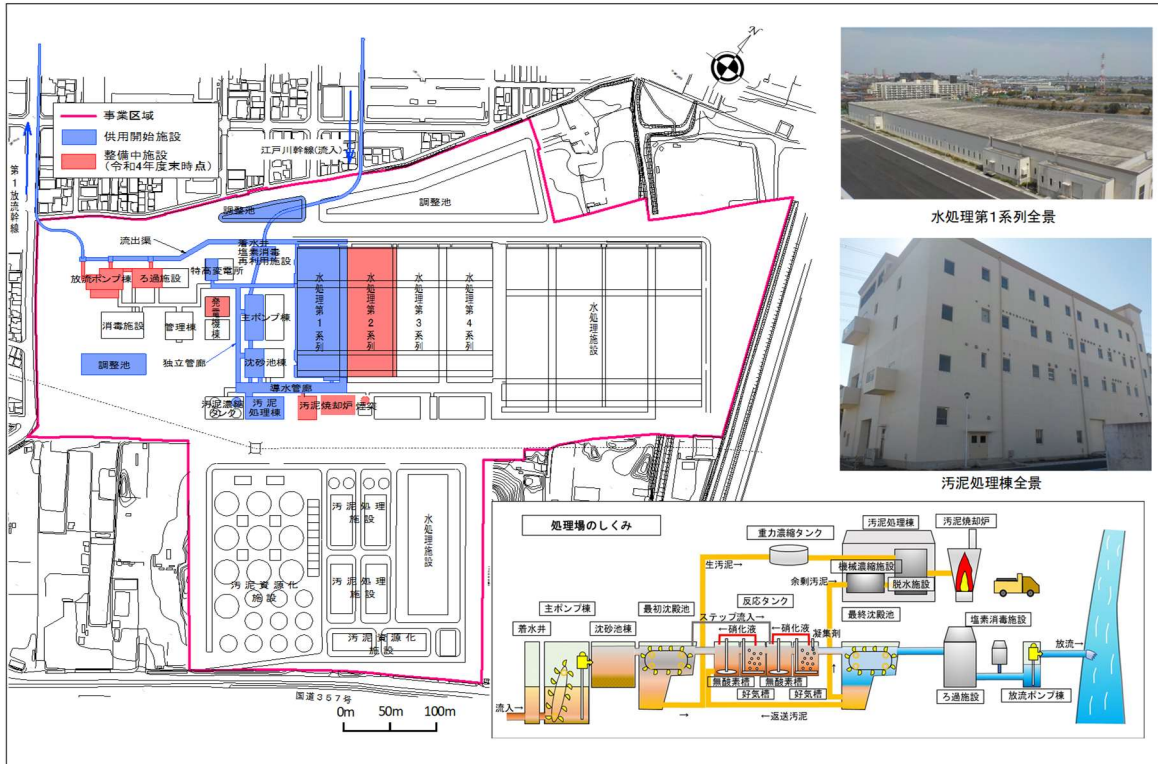 N
事業区域
供用開始施設
整備中施設
(令和4年度末時点)
江戸川幹線(流入)
第1放流幹線
調整池
調整池
流出渠
着水井
塩素消毒
再利用施設
放流ポンプ棟
ろ過施設
特高変電所
発電機棟
消毒施設
管理棟
主ポンプ棟
水処理第1系列
水処理第2系列
水処理第3系列
水処理第4系列
水処理施設
調整池
独立管廊
沈砂池棟
導水管廊
汚泥濃縮
タンク
汚泥
処理棟
汚泥焼却炉
煙突
汚泥処理
施設
水処理施設
汚泥資源化
施設
汚泥処理
施設
汚泥資源化
施設
国道357号
0m 50m 100m
水処理第1系列全景
汚泥処理棟全景
処理場のしくみ
重力濃縮タンク
汚泥処理棟
汚泥焼却炉
生汚泥→
機械濃縮施設
余剰汚泥→
脱水施設
主ポンプ棟
最初沈殿池
反応タンク
最終沈殿池
着水井
沈砂池棟
ステップ流入→
←硝化液
←硝化液
凝集剤
塩素消毒施設
放流→
無酸素槽
無酸素槽
好気槽
好気槽
ろ過施設
放流ポンプ棟
流入→
→
←返送汚泥